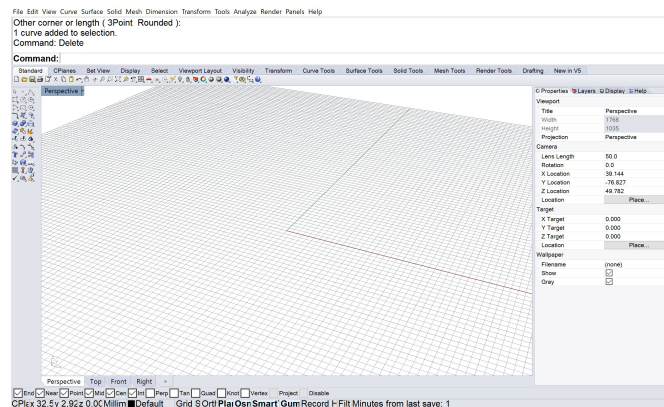 File Edit View Curve Surface Solid Mesh Dimension Transform Tools Analyze Render Panels Help
Other corner or length ( 3Point Rounded ):
1 curve added to selection.
Command: Delete
Command:
Standard CPlanes Set View Display Select Viewport Layout Visibility Transform Curve Tools Surface Tools Solid Tools Mesh Tools Render Tools Drafting New in V5
Perspective
Properties Layers Display Help
Viewport
Title Perspective
Width 1768
Height 1035
Projection Perspective
Camera
Lens Length 50.0
Rotation 0.0
X Location 39.144
Y Location -76.827
Z Location 49.782
Location Place...
Target
X Target 0.000
Y Target 0.000
Z Target 0.000
Location Place...
Wallpaper
Filename (none)
Show
Gray
Perspective Top Front Right
End Near Point Mid Cen Int Perp Tan Quad Knot Vertex Project Disable
CPlax 32.5y 2.92z 0.00Millim Default Grid S Ortl Plai Osn Smart Gum Record H Filt Minutes from last save: 1